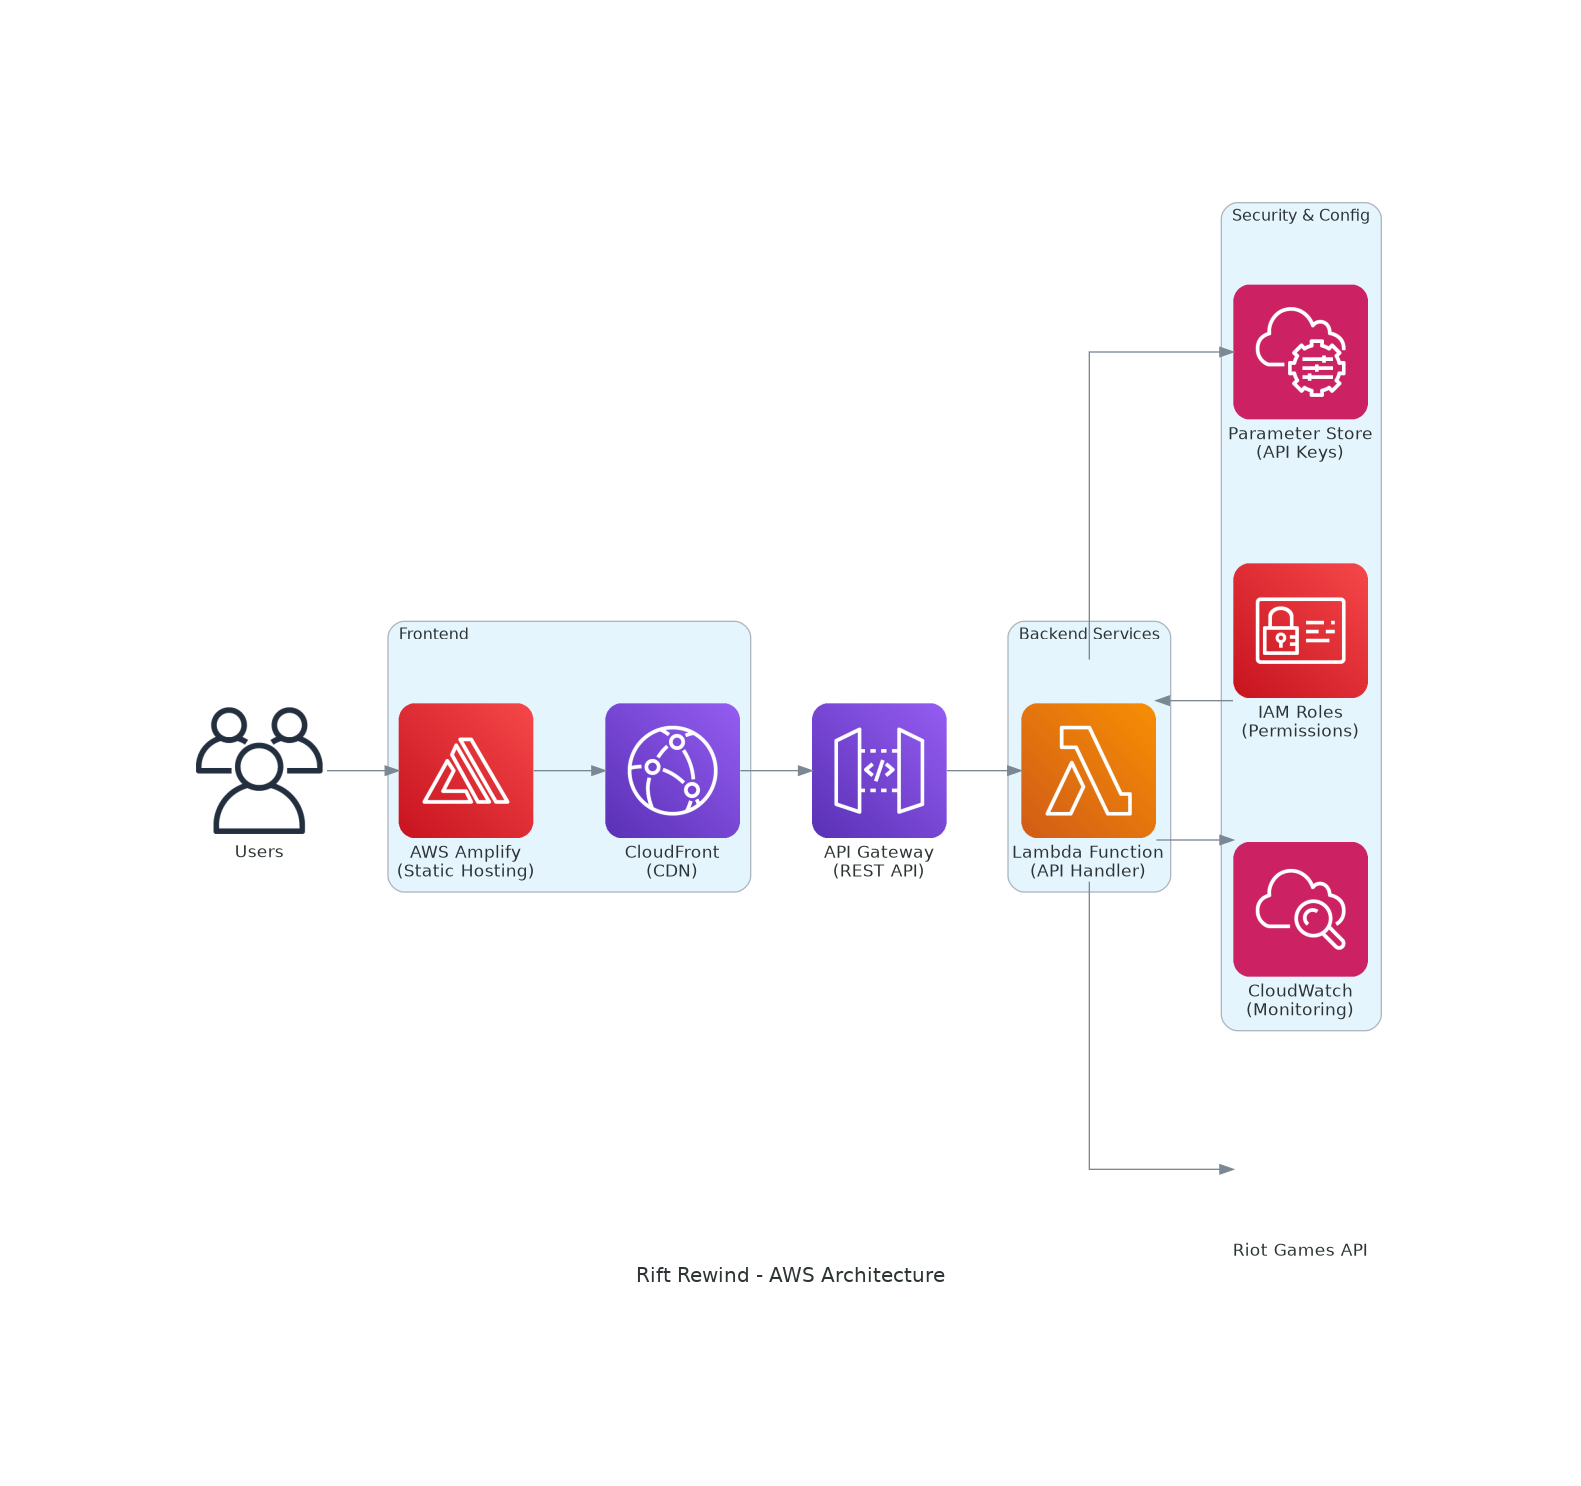 Security & Config
Parameter Store
(API Keys)
IAM Roles
(Permissions)
CloudWatch
(Monitoring)
Frontend
AWS Amplify
(Static Hosting)
CloudFront
(CDN)
Users
API Gateway
(REST API)
Backend Services
Lambda Function
(API Handler)
Riot Games API
Rift Rewind - AWS Architecture